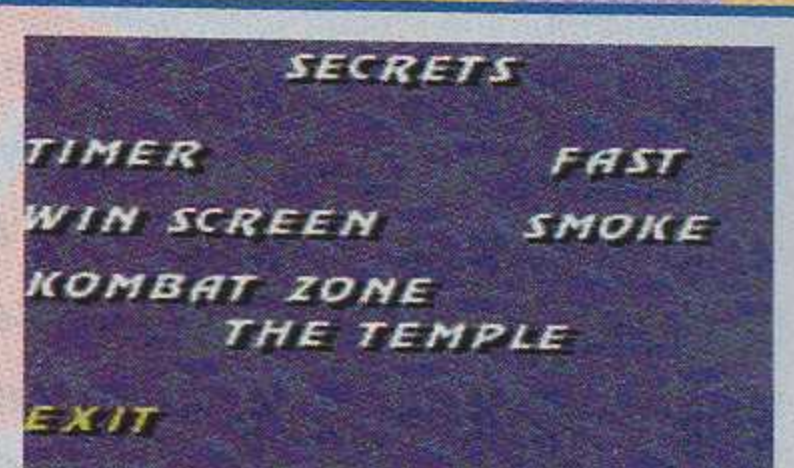 SECRETS
TIMER FAST
WIN SCREEN SMOKE
KOMBAT ZONE
THE TEMPLE
EXIT